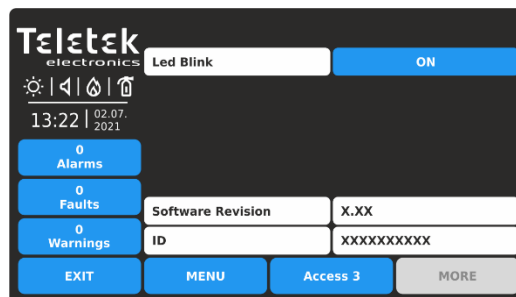 Teletek
electronics
Led Blink ON
13:22 02.07.
2021
0
Alarms
0
Faults
Software Revision X.XX
0
Warnings
ID XXXXXXXXXX
EXIT MENU Access 3 MORE